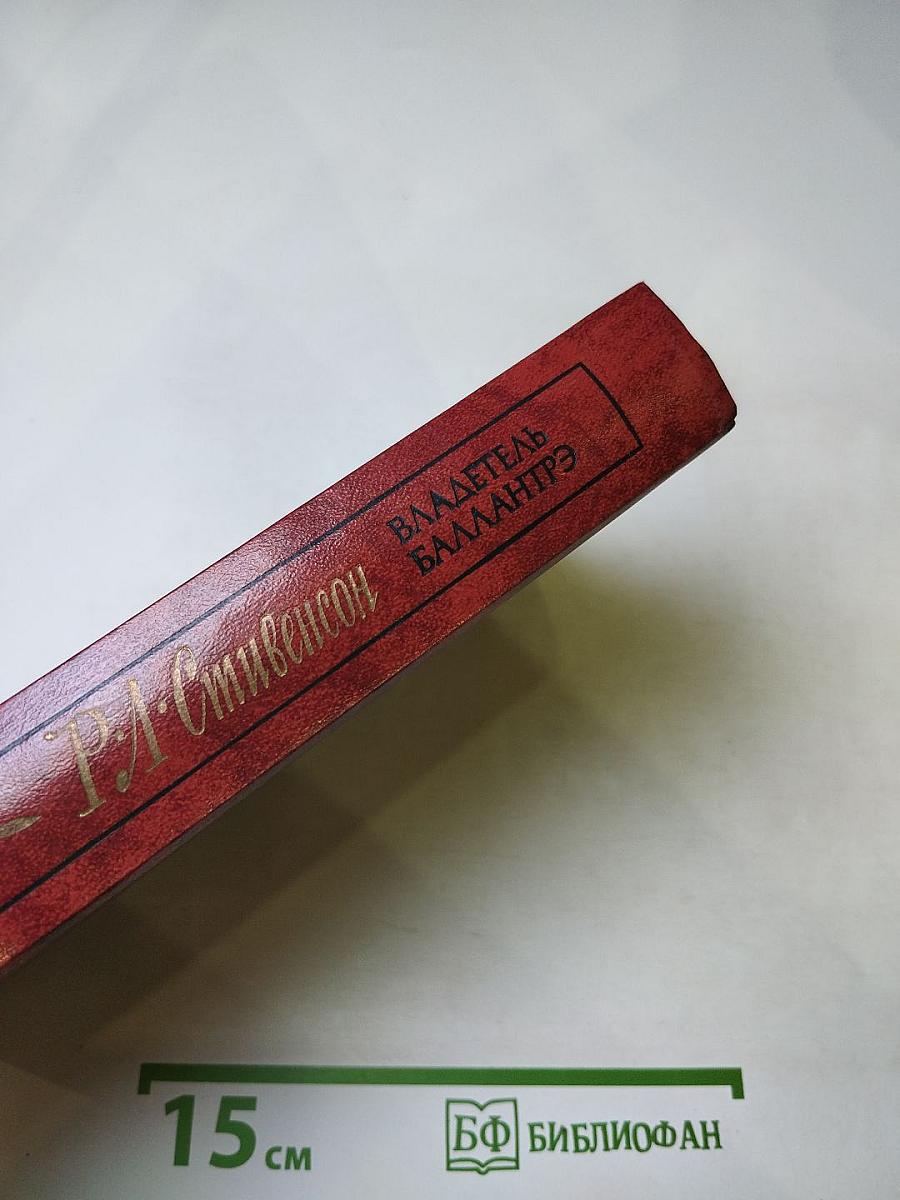 Р·Л·Стивенсон
ВЛАДЕТЕЛЬ
БАЛЛАНТРЭ
15 см
БФ БИБЛИОФАН